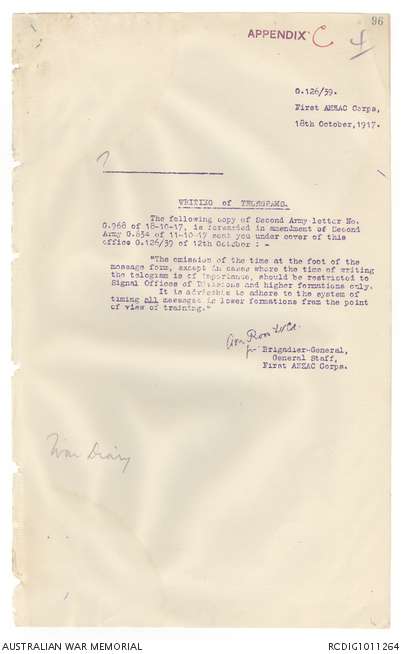 96
APPENDIX C 4
G.126/39.
First ANZAC Corps,
18th October, 1917.
WRITING of TELEGRAMS.
The following copy of Second Army letter No.
G.968 of 18-10-17, is forwarded in amendment of Second
Army G.834 of 11-10-17 sent you under cover of this
office G.126/39 of 12th October : -
"The omission of the time at the foot of the
message form, except in cases where the time of writing
the telegram is of importance, should be restricted to
Signal Offices of Divisions and higher formations only.
It is advisable to adhere to the system of
timing all messages in lower formations from the point
of view of training."
for Brigadier-General,
General Staff,
First ANZAC Corps.
War Diary
AUSTRALIAN WAR MEMORIAL
RCDIG1011264